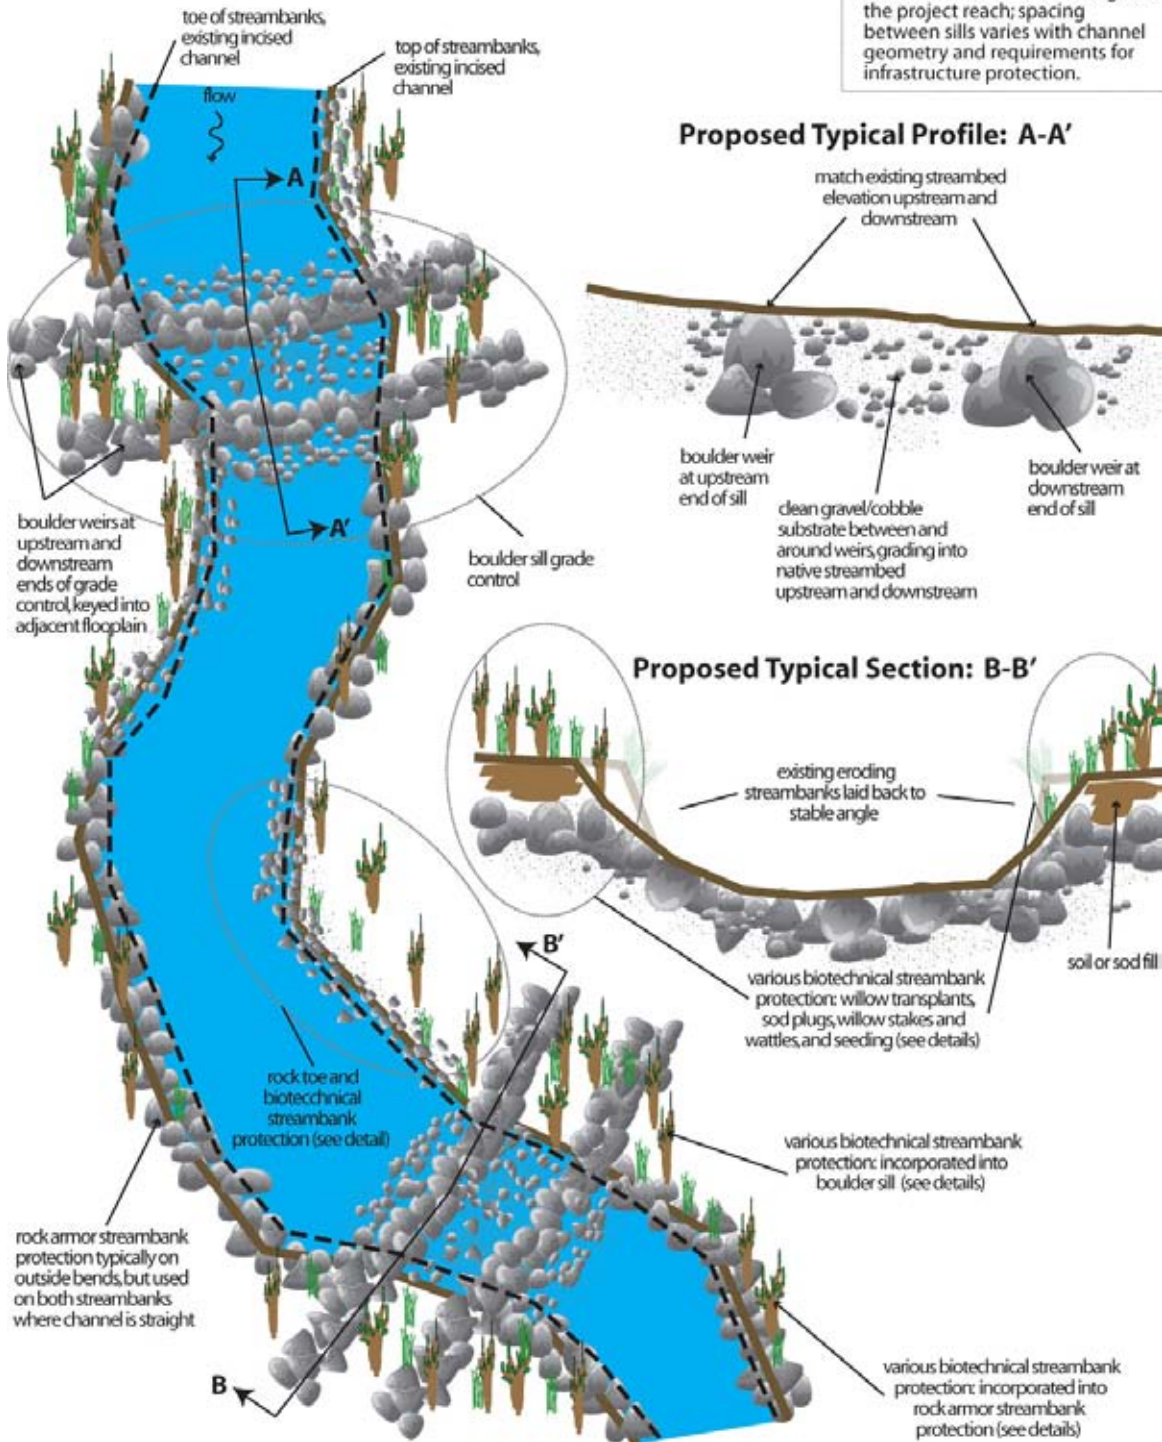 the project reach; spacing
between sills varies with channel
geometry and requirements for
infrastructure protection.
toe of streambanks,
existing incised
channel
top of streambanks,
existing incised
channel
flow
A
A'
boulder weirs at
upstream and
downstream
ends of grade
control, keyed into
adjacent flooplain
boulder sill grade
control
Proposed Typical Profile: A-A'
match existing streambed
elevation upstream and
downstream
boulder weir
at upstream
end of sill
clean gravel/cobble
substrate between and
around weirs, grading into
native streambed
upstream and downstream
boulder weir at
downstream
end of sill
Proposed Typical Section: B-B'
existing eroding
streambanks laid back to
stable angle
soil or sod fill
various biotechnical streambank
protection: willow transplants,
sod plugs, willow stakes and
wattles, and seeding (see details)
B'
rock toe and
biotecchnical
streambank
protection (see detail)
various biotechnical streambank
protection: incorporated into
boulder sill (see details)
rock armor streambank
protection typically on
outside bends, but used
on both streambanks
where channel is straight
B
various biotechnical streambank
protection: incorporated into
rock armor streambank
protection (see details)